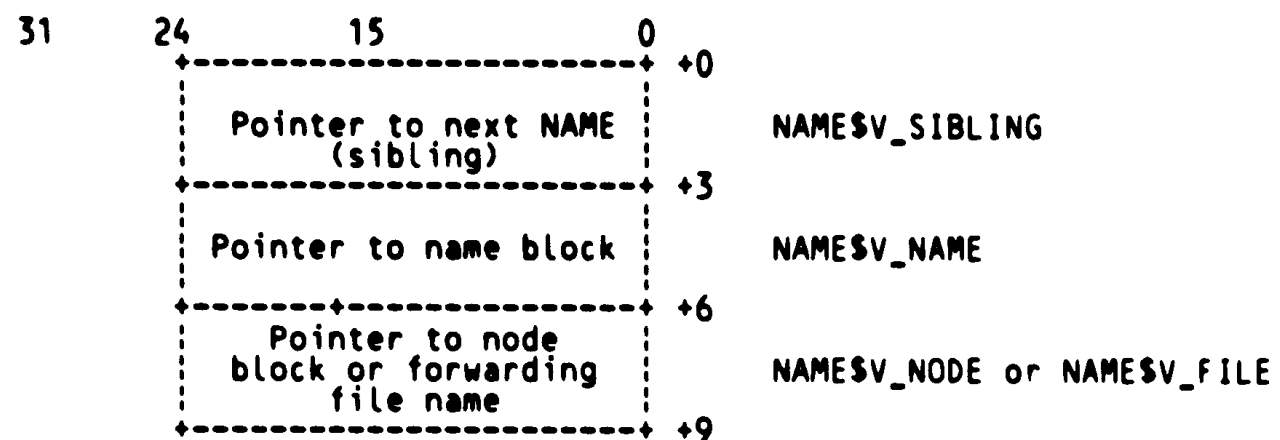 31 24 15 0
+0
Pointer to next NAME NAME$V_SIBLING
(sibling)
+3
Pointer to name block NAME$V_NAME
+6
Pointer to node
block or forwarding NAME$V_NODE or NAME$V_FILE
file name
+9